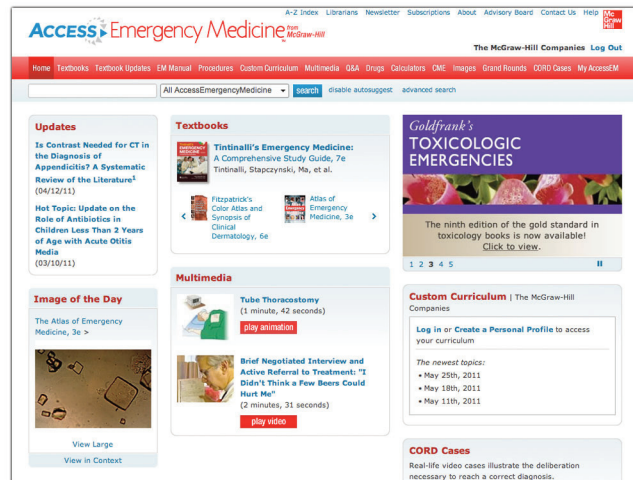 A-Z Index Librarians Newsletter Subscriptions About Advisory Board Contact Us Help
Mc
Graw
Hill
ACCESS Emergency Medicine from
McGraw-Hill
The McGraw-Hill Companies Log Out
Home Textbooks Textbook Updates EM Manual Procedures Custom Curriculum Multimedia Q&A Drugs Calculators CME Images Grand Rounds CORD Cases My AccessEM
All AccessEmergencyMedicine search disable autosuggest advanced search
Updates
Is Contrast Needed for CT in
the Diagnosis of
Appendicitis? A Systematic
Review of the Literature¹
(04/12/11)
Hot Topic: Update on the
Role of Antibiotics in
Children Less Than 2 Years
of Age with Acute Otitis
Media
(03/10/11)
Image of the Day
The Atlas of Emergency
Medicine, 3e >
View Large
View in Context
Textbooks
Tintinalli's Emergency Medicine:
A Comprehensive Study Guide, 7e
Tintinalli, Stapczynski, Ma, et al.
Fitzpatrick's
Color Atlas and
Synopsis of
Clinical
Dermatology, 6e
Atlas of
Emergency
Medicine, 3e
Multimedia
Tube Thoracostomy
(1 minute, 42 seconds)
play animation
Brief Negotiated Interview and
Active Referral to Treatment: "I
Didn't Think a Few Beers Could
Hurt Me"
(2 minutes, 31 seconds)
play video
Goldfrank's
TOXICOLOGIC
EMERGENCIES
The ninth edition of the gold standard in
toxicology books is now available!
Click to view.
1 2 3 4 5
Custom Curriculum | The McGraw-Hill
Companies
Log in or Create a Personal Profile to access
your curriculum
The newest topics:
• May 25th, 2011
• May 18th, 2011
• May 11th, 2011
CORD Cases
Real-life video cases illustrate the deliberation
necessary to reach a correct diagnosis.